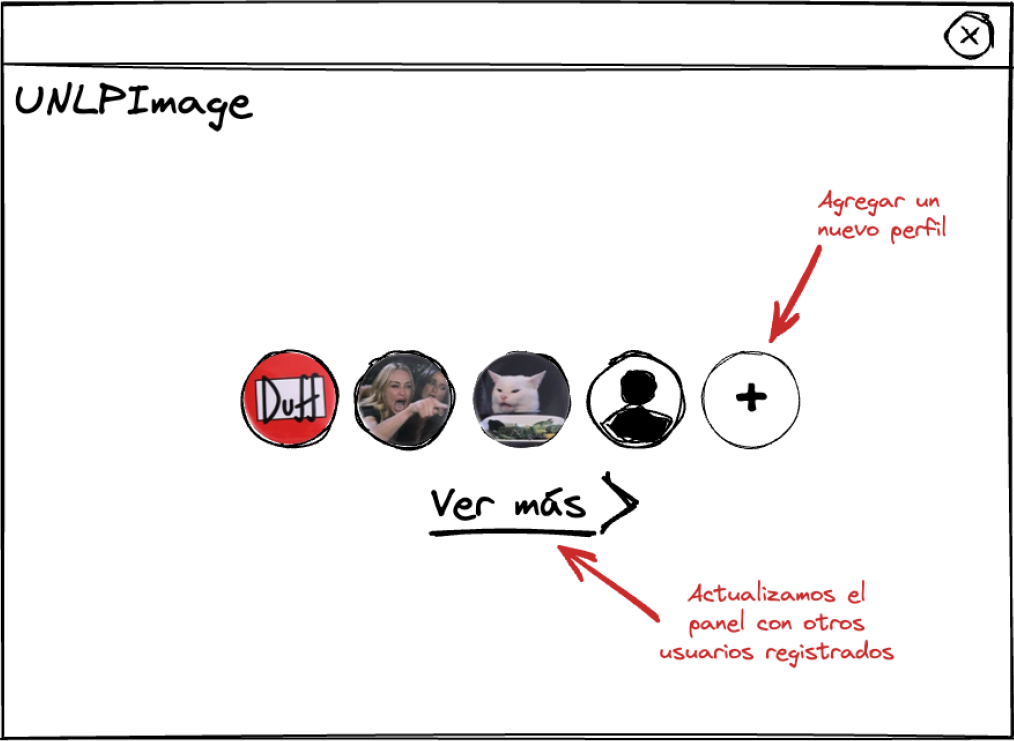 UNLPImage
Agregar un
nuevo perfil
Duff
+
Ver más
Actualizamos el
panel con otros
usuarios registrados